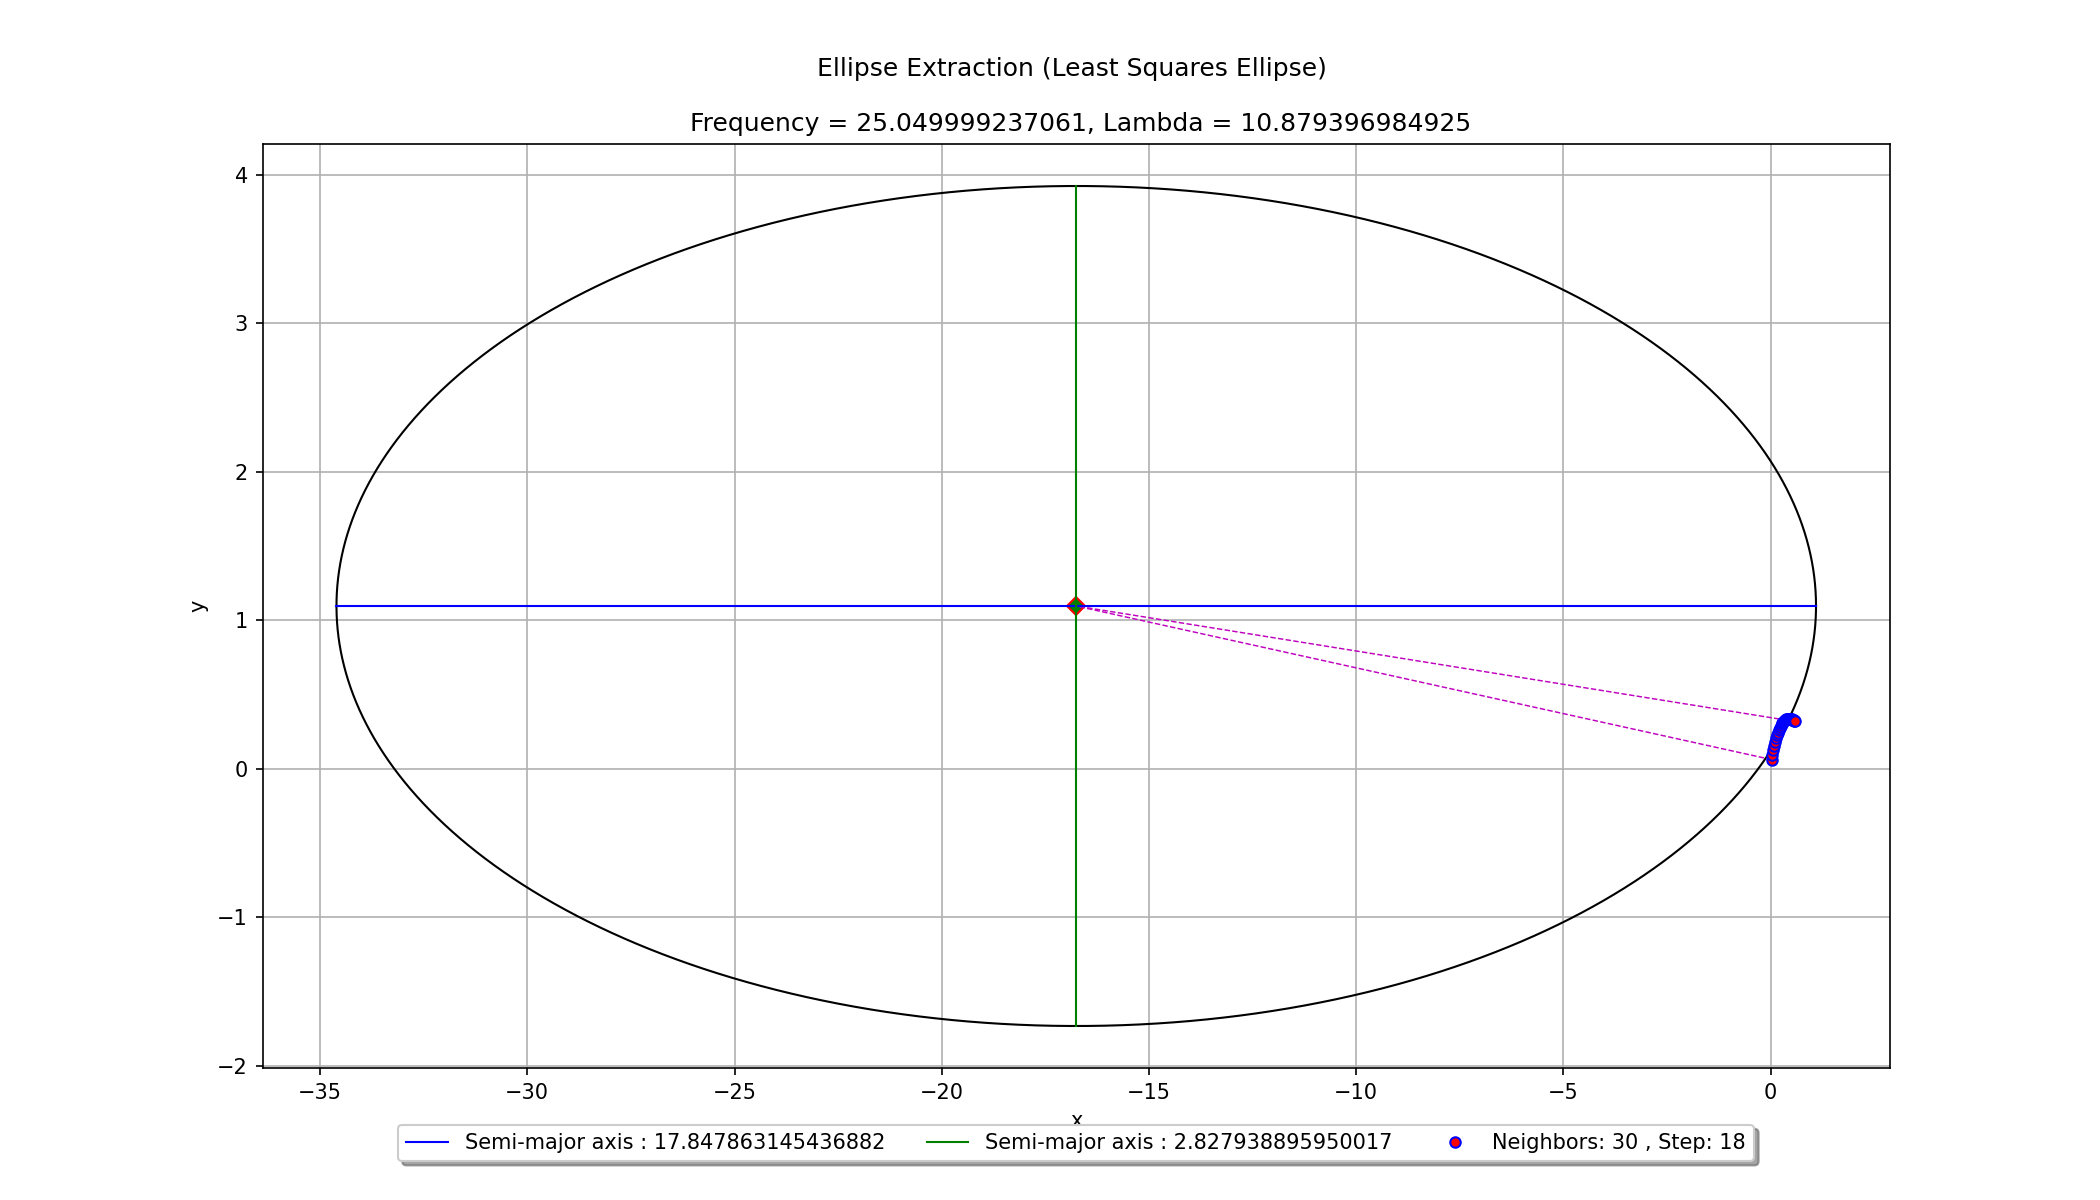 Ellipse Extraction (Least Squares Ellipse)
Frequency = 25.049999237061, Lambda = 10.879396984925
4
3
2
1
0
−1
−2
y
−35 −30 −25 −20 −15 −10 −5 0
x
Semi-major axis : 17.847863145436882 Semi-major axis : 2.827938895950017 Neighbors: 30 , Step: 18